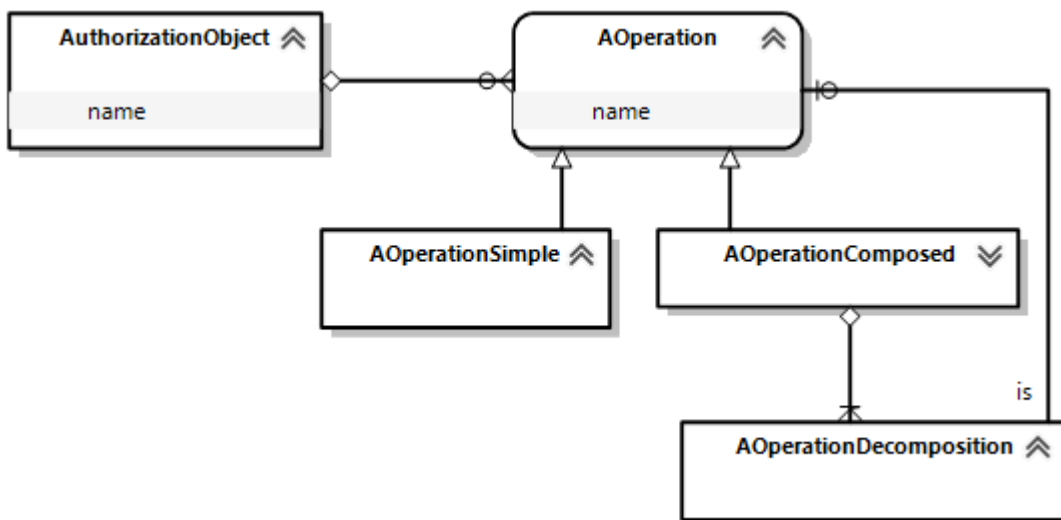 AuthorizationObject
name
AOperation
name
AOperationSimple
AOperationComposed
is
AOperationDecomposition